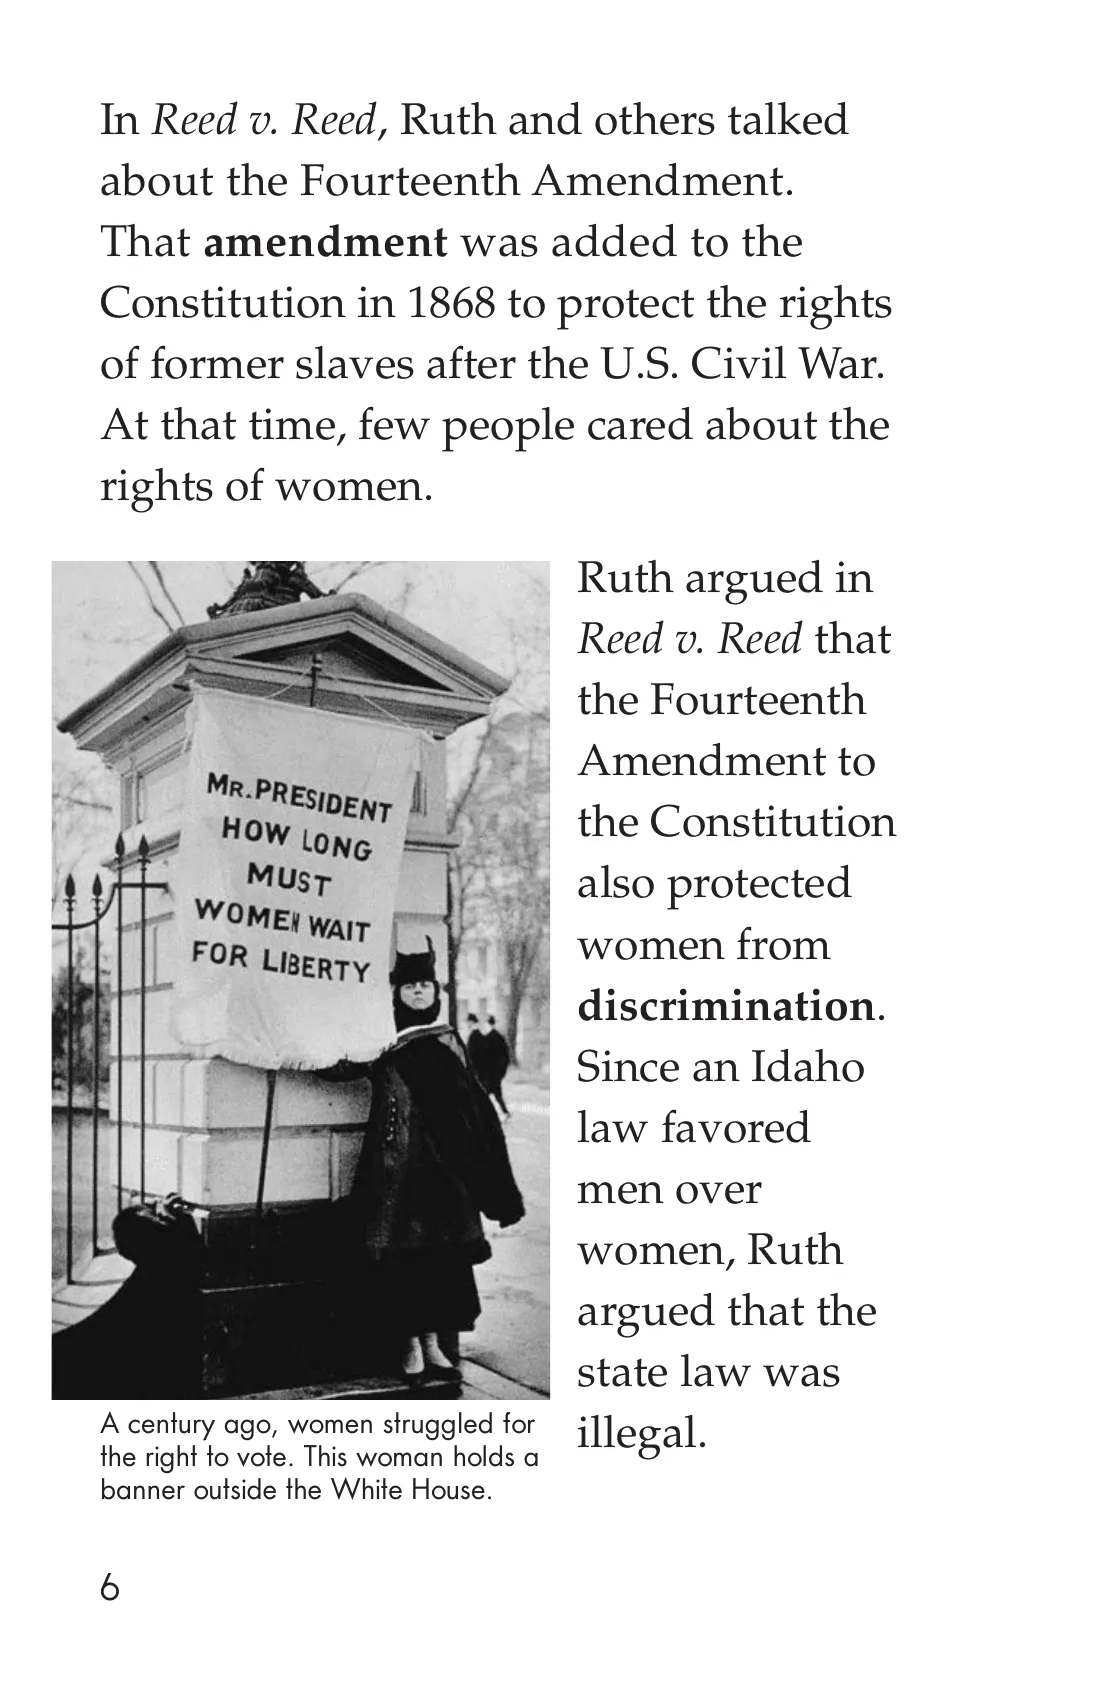 In Reed v. Reed, Ruth and others talked
about the Fourteenth Amendment.
That amendment was added to the
Constitution in 1868 to protect the rights
of former slaves after the U.S. Civil War.
At that time, few people cared about the
rights of women.
MR. PRESIDENT
HOW LONG
MUST
WOMEN WAIT
FOR LIBERTY
A century ago, women struggled for
the right to vote. This woman holds a
banner outside the White House.
Ruth argued in
Reed v. Reed that
the Fourteenth
Amendment to
the Constitution
also protected
women from
discrimination.
Since an Idaho
law favored
men over
women, Ruth
argued that the
state law was
illegal.
6